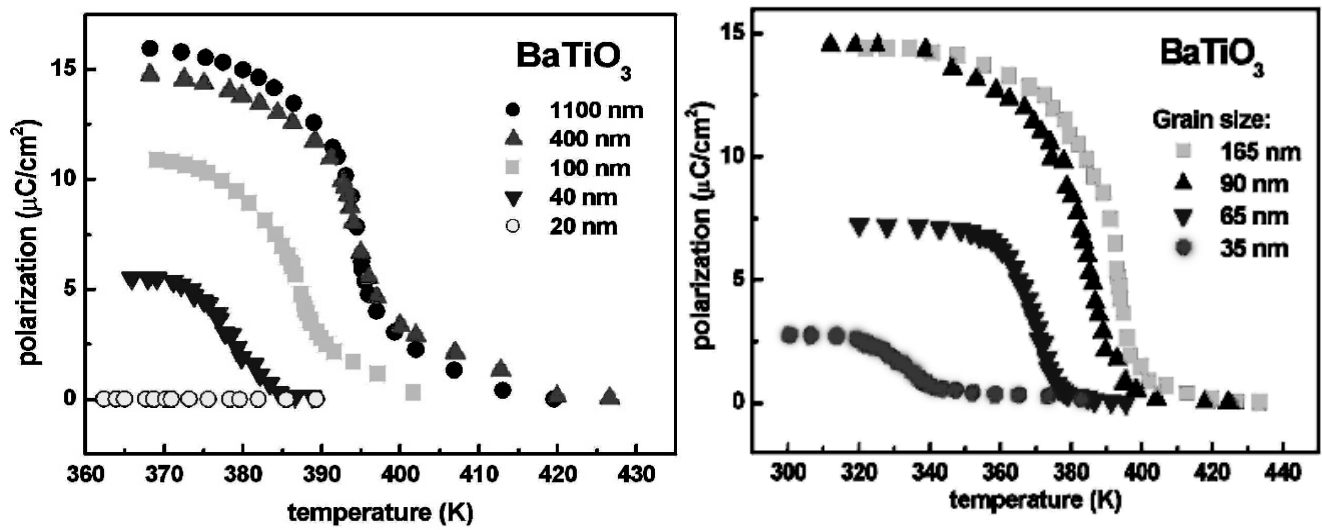 BaTiO3
1100 nm
400 nm
100 nm
40 nm
20 nm
15
10
5
0
polarization (μC/cm2)
360 370 380 390 400 410 420 430
temperature (K)
BaTiO3
Grain size:
165 nm
90 nm
65 nm
35 nm
15
10
5
0
polarization (μC/cm2)
300 320 340 360 380 400 420 440
temperature (K)